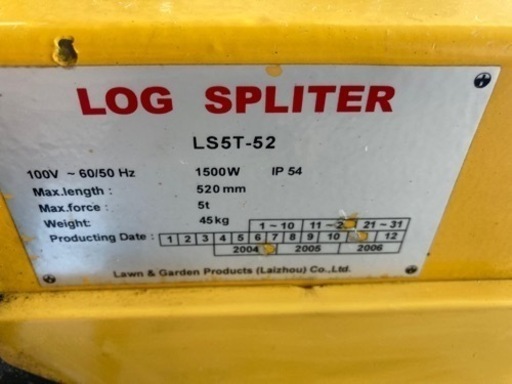 LOG SPLITER
LS5T-52
100V ~ 60/50 Hz 1500W IP 54
Max.length : 520 mm
Max.force : 5t
Weight: 45kg
1 ~ 10 21 ~ 31
Producting Date : 1 2 3 4 5 6 7 8 9 10 12
2004 2005 2006
Lawn & Garden Products (Laizhou) Co.,Ltd.